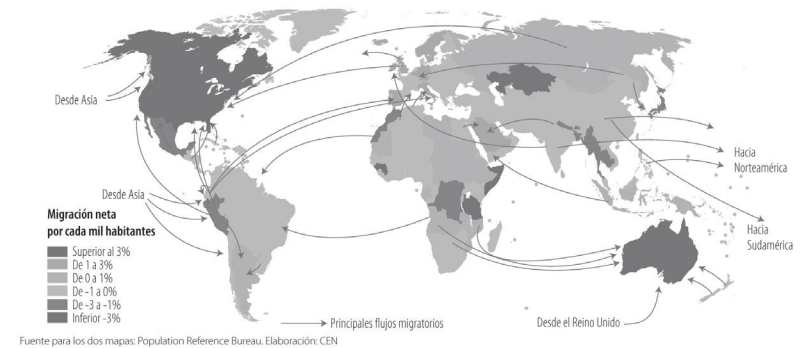 Desde Asia
Desde Asia
Migración neta
por cada mil habitantes
Superior al 3%
De 1 a 3%
De 0 a 1%
De -1 a 0%
De -3 a -1%
Inferior -3%
Hacia
Norteamérica
Hacia
Sudamérica
Principales flujos migratorios
Desde el Reino Unido
Fuente para los dos mapas: Population Reference Bureau. Elaboración: CEN